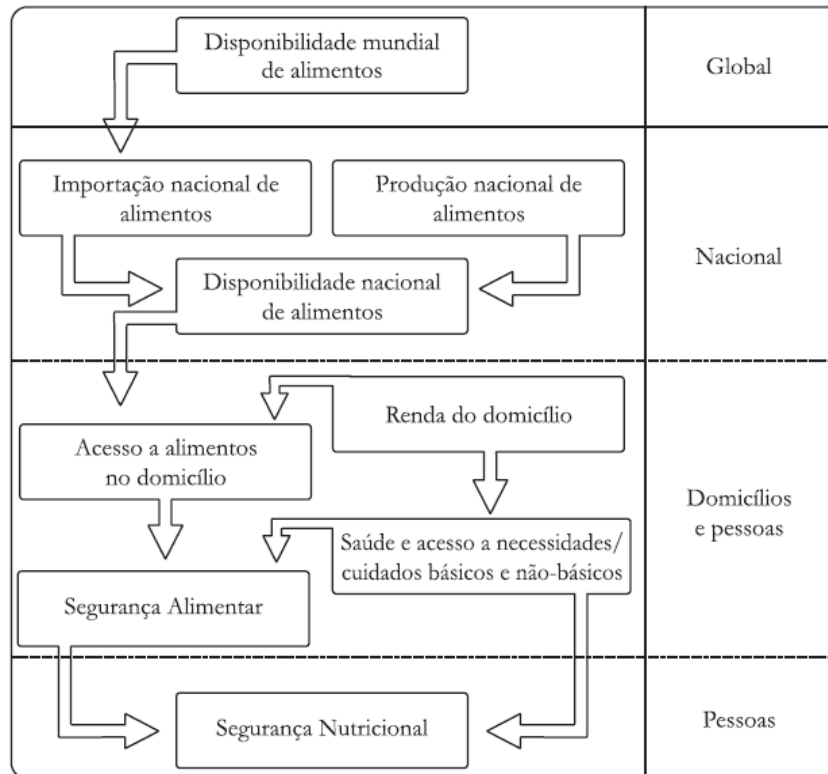 Disponibilidade mundial
de alimentos
Global
Importação nacional de
alimentos
Produção nacional de
alimentos
Nacional
Disponibilidade nacional
de alimentos
Renda do domicílio
Acesso a alimentos
no domicílio
Domicílios
e pessoas
Saúde e acesso a necessidades/
cuidados básicos e não-básicos
Segurança Alimentar
Segurança Nutricional
Pessoas